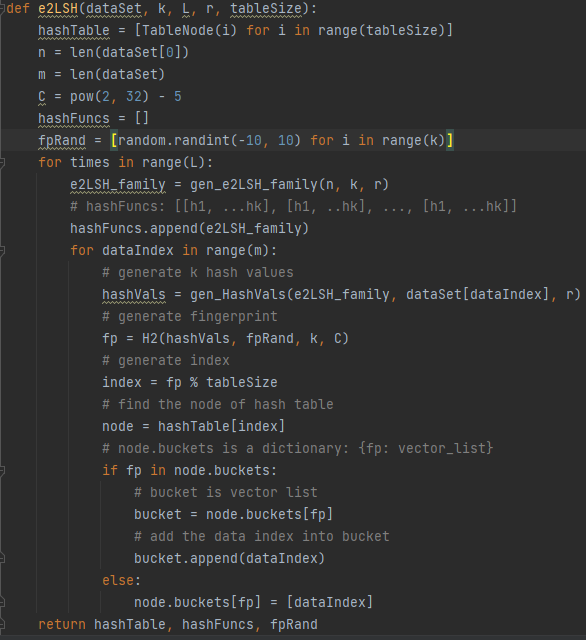 def e2LSH(dataSet, k, L, r, tableSize):
    hashTable = [TableNode(i) for i in range(tableSize)]
    n = len(dataSet[0])
    m = len(dataSet)
    C = pow(2, 32) - 5
    hashFuncs = []
    fpRand = [random.randint(-10, 10) for i in range(k)]
    for times in range(L):
        e2LSH_family = gen_e2LSH_family(n, k, r)
        # hashFuncs: [[h1, ...hk], [h1, ..hk], ..., [h1, ...hk]]
        hashFuncs.append(e2LSH_family)
        for dataIndex in range(m):
            # generate k hash values
            hashVals = gen_HashVals(e2LSH_family, dataSet[dataIndex], r)
            # generate fingerprint
            fp = H2(hashVals, fpRand, k, C)
            # generate index
            index = fp % tableSize
            # find the node of hash table
            node = hashTable[index]
            # node.buckets is a dictionary: {fp: vector_list}
            if fp in node.buckets:
                # bucket is vector list
                bucket = node.buckets[fp]
                # add the data index into bucket
                bucket.append(dataIndex)
            else:
                node.buckets[fp] = [dataIndex]
    return hashTable, hashFuncs, fpRand